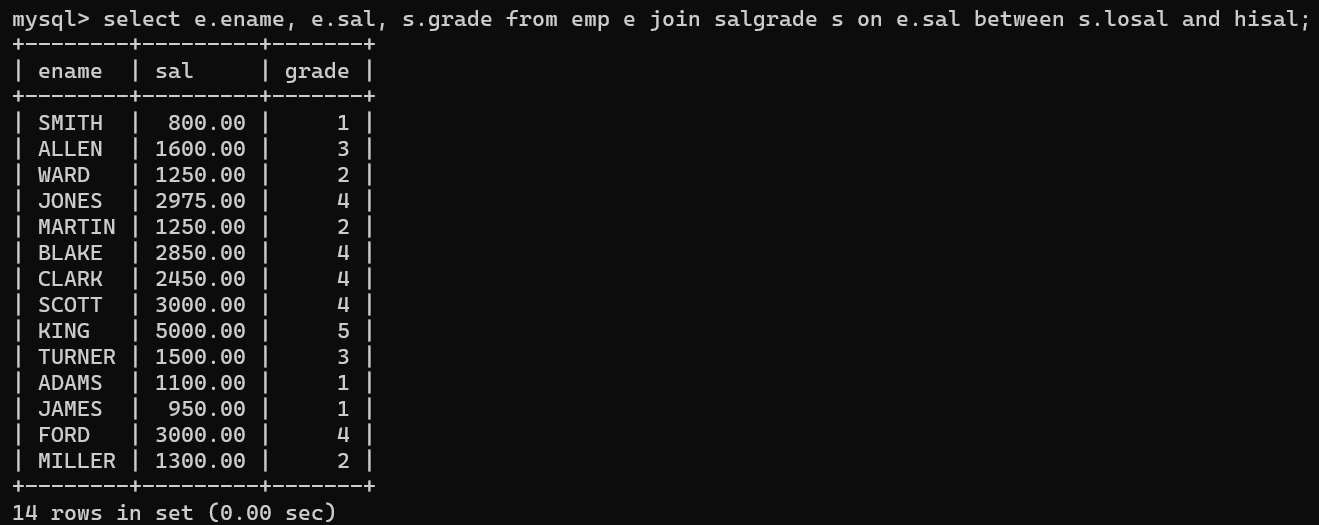 mysql> select e.ename, e.sal, s.grade from emp e join salgrade s on e.sal between s.losal and hisal;
+--------+---------+-------+
| ename  | sal     | grade |
+--------+---------+-------+
| SMITH  |  800.00 |     1 |
| ALLEN  | 1600.00 |     3 |
| WARD   | 1250.00 |     2 |
| JONES  | 2975.00 |     4 |
| MARTIN | 1250.00 |     2 |
| BLAKE  | 2850.00 |     4 |
| CLARK  | 2450.00 |     4 |
| SCOTT  | 3000.00 |     4 |
| KING   | 5000.00 |     5 |
| TURNER | 1500.00 |     3 |
| ADAMS  | 1100.00 |     1 |
| JAMES  |  950.00 |     1 |
| FORD   | 3000.00 |     4 |
| MILLER | 1300.00 |     2 |
+--------+---------+-------+
14 rows in set (0.00 sec)